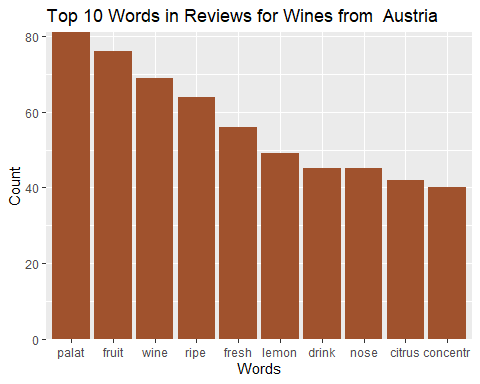 Top 10 Words in Reviews for Wines from  Austria
80
60
40
20
0
Count
palat fruit wine ripe fresh lemon drink nose citrus concentr
Words